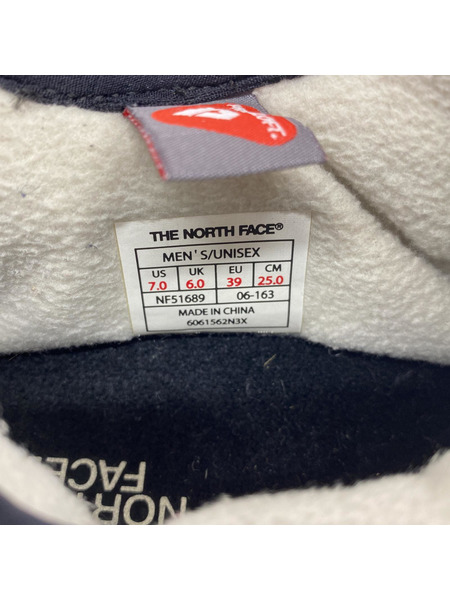 THE NORTH FACE®
MEN'S/UNISEX
US UK EU CM
7.0 6.0 39 25.0
NF51689 06-163
MADE IN CHINA
6061562N3X
NORTH
FACE